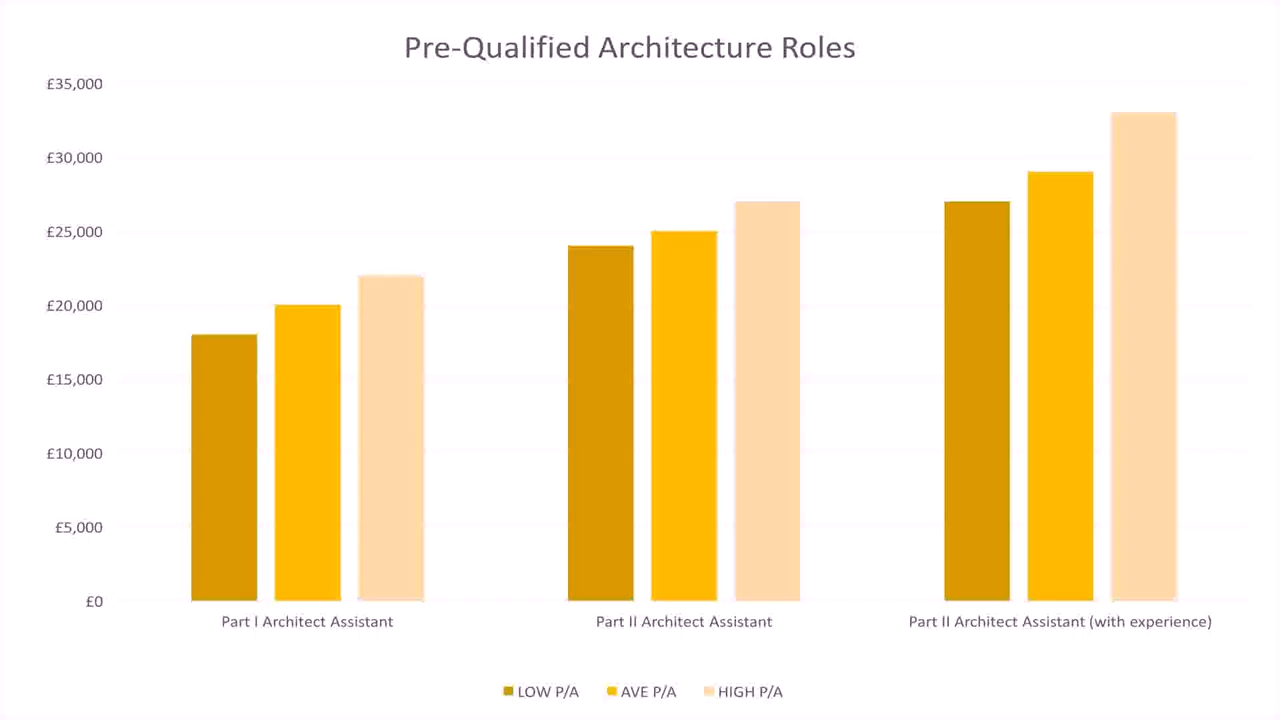 Pre-Qualified Architecture Roles
£35,000
£30,000
£25,000
£20,000
£15,000
£10,000
£5,000
£0
Part I Architect Assistant
Part II Architect Assistant
Part II Architect Assistant (with experience)
LOW P/A
AVE P/A
HIGH P/A